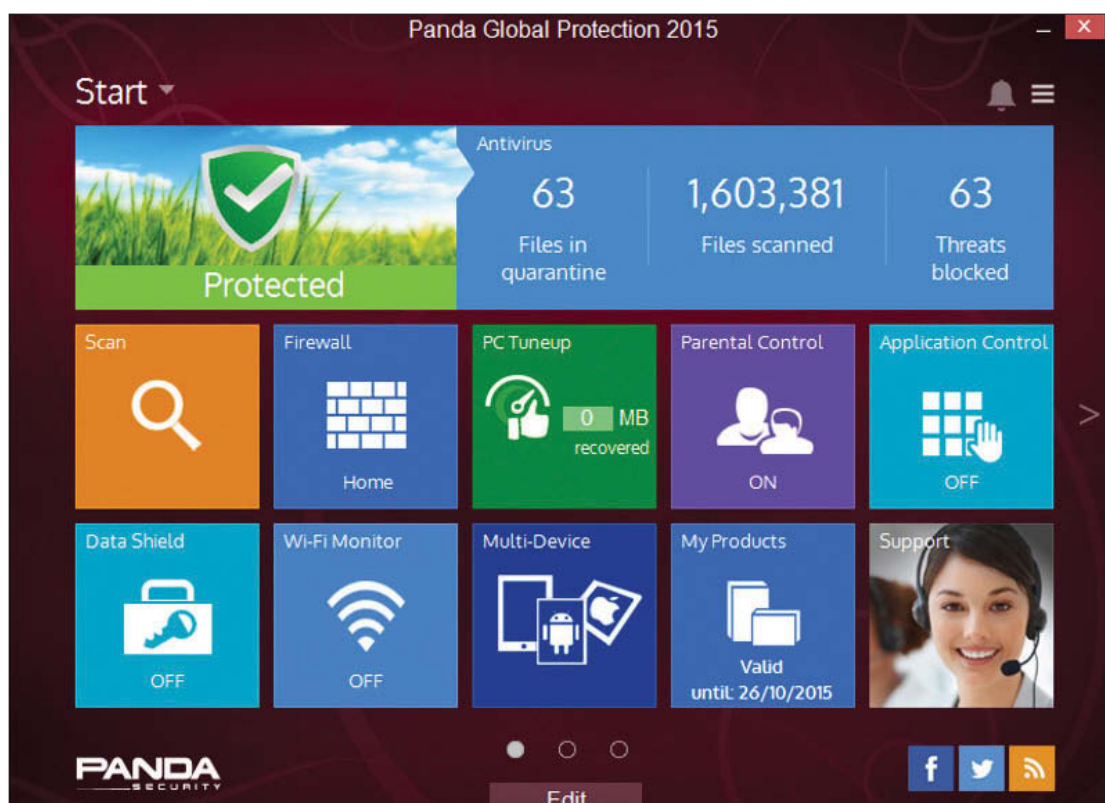 Panda Global Protection 2015
Start
Antivirus
63
Files in
quarantine
1,603,381
Files scanned
63
Threats
blocked
Protected
Scan
Firewall
Home
PC Tuneup
0 MB
recovered
Parental Control
ON
Application Control
OFF
Data Shield
OFF
Wi-Fi Monitor
OFF
Multi-Device
My Products
Valid
until: 26/10/2015
Support
PANDA
SECURITY
Edit